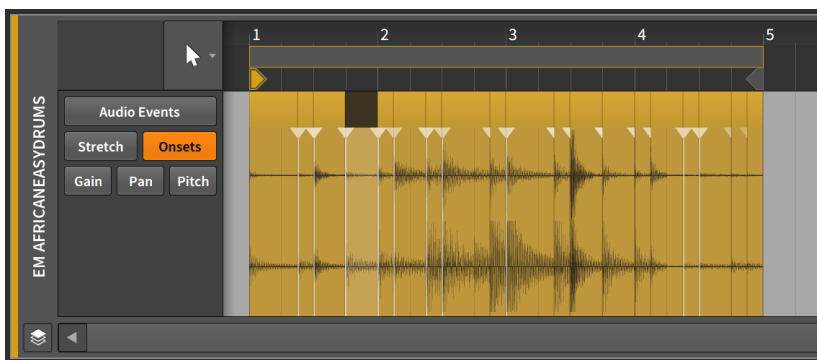 1 2 3 4 5
EM AFRICANEASYDRUMS
Audio Events
Stretch Onsets
Gain Pan Pitch